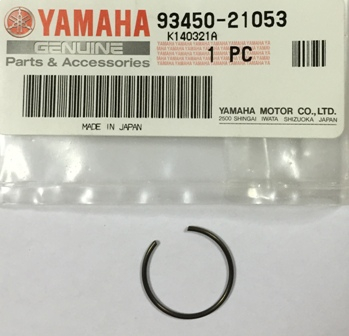 YAMAHA 93450-21053
GENUINE K140321A
Parts & Accessories 1 PC
YAMAHA MOTOR CO., LTD.
MADE IN JAPAN 2500 SHINGAI IWATA SHIZUOKA JAPAN